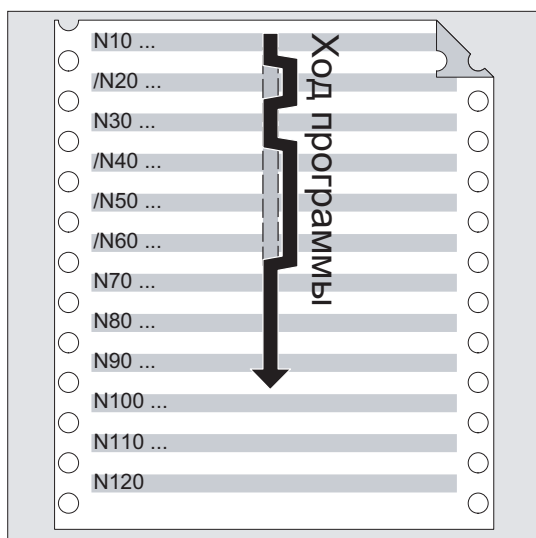 N10 ...
/N20 ...
N30 ...
/N40 ...
/N50 ...
/N60 ...
N70 ...
N80 ...
N90 ...
N100 ...
N110 ...
N120
Ход программы